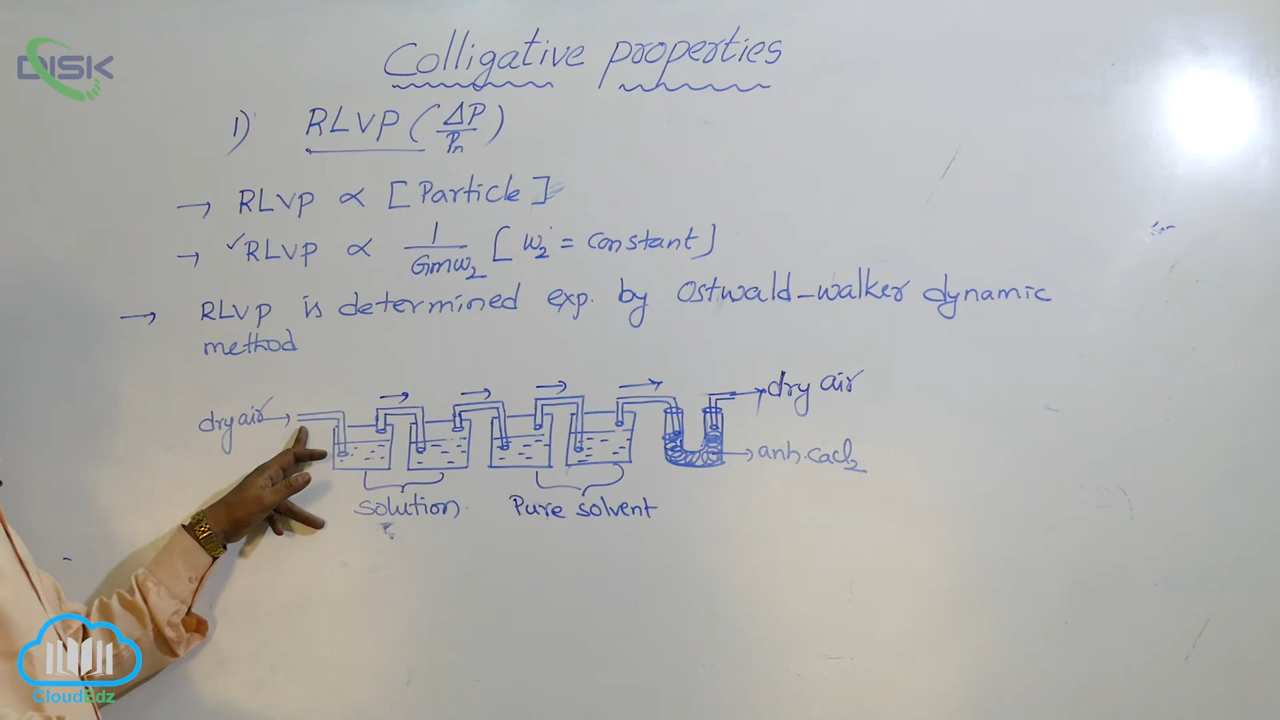 DISK
Colligative properties
1) RLVP (ΔP/Pn)
→ RLVP ∝ [Particle]
→ ✓RLVP ∝ 1/Gmw₂ [w₂ = constant]
→ RLVP is determined exp. by Ostwald-walker dynamic
method
dry air → → → → → → dry air
→ anh. cacl₂
solution Pure solvent
CloudEdz